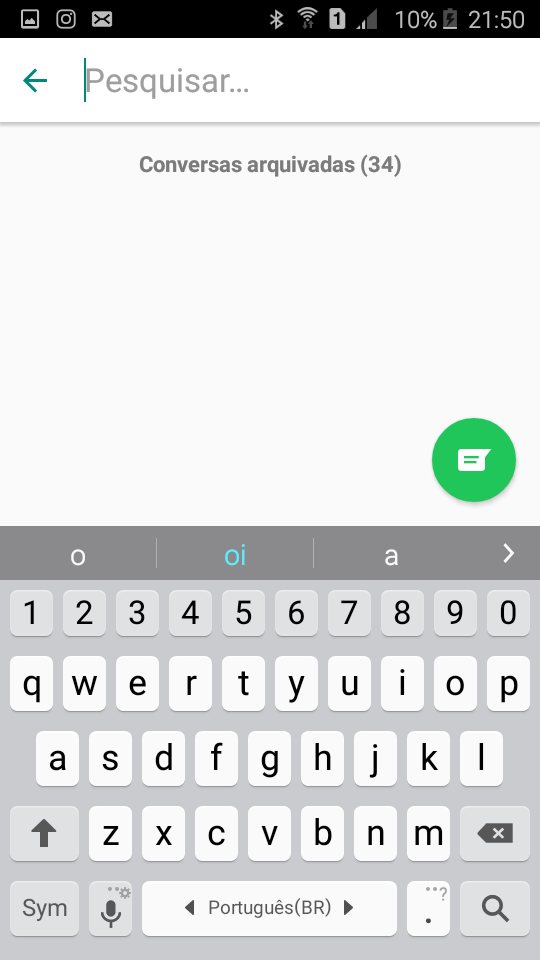 1 10% 21:50
Pesquisar...
Conversas arquivadas (34)
o oi a
1 2 3 4 5 6 7 8 9 0
q w e r t y u i o p
a s d f g h j k l
z x c v b n m
Sym Português(BR) . ?